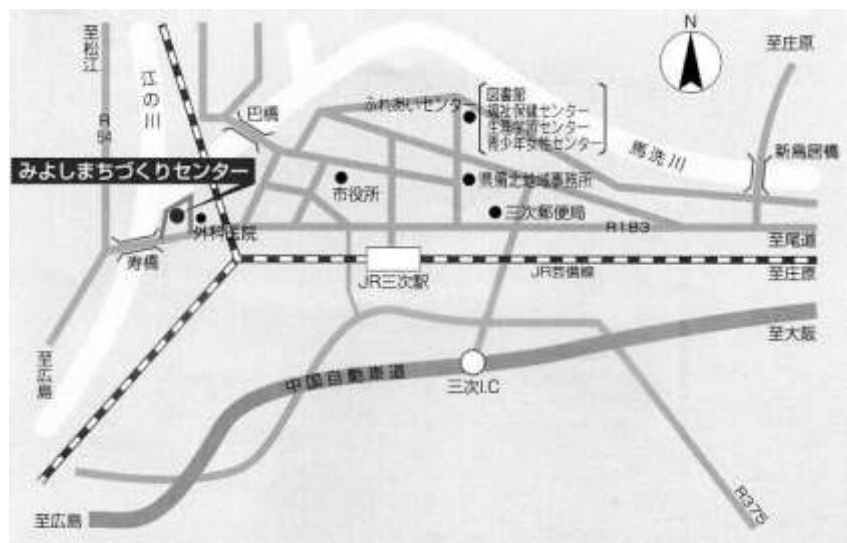 N
至松江
至庄原
江の川
R54
巴橋
ふれあいセンター
図書館
福祉保健センター
生涯学習センター
青少年女性センター
馬洗川
新鳥居橋
みよしまちづくりセンター
市役所
県備北地域事務所
三次郵便局
外科医院
R183
寿橋
至尾道
JR三次駅
JR芸備線
至庄原
至広島
至大阪
中国自動車道
三次I.C
R375
至広島